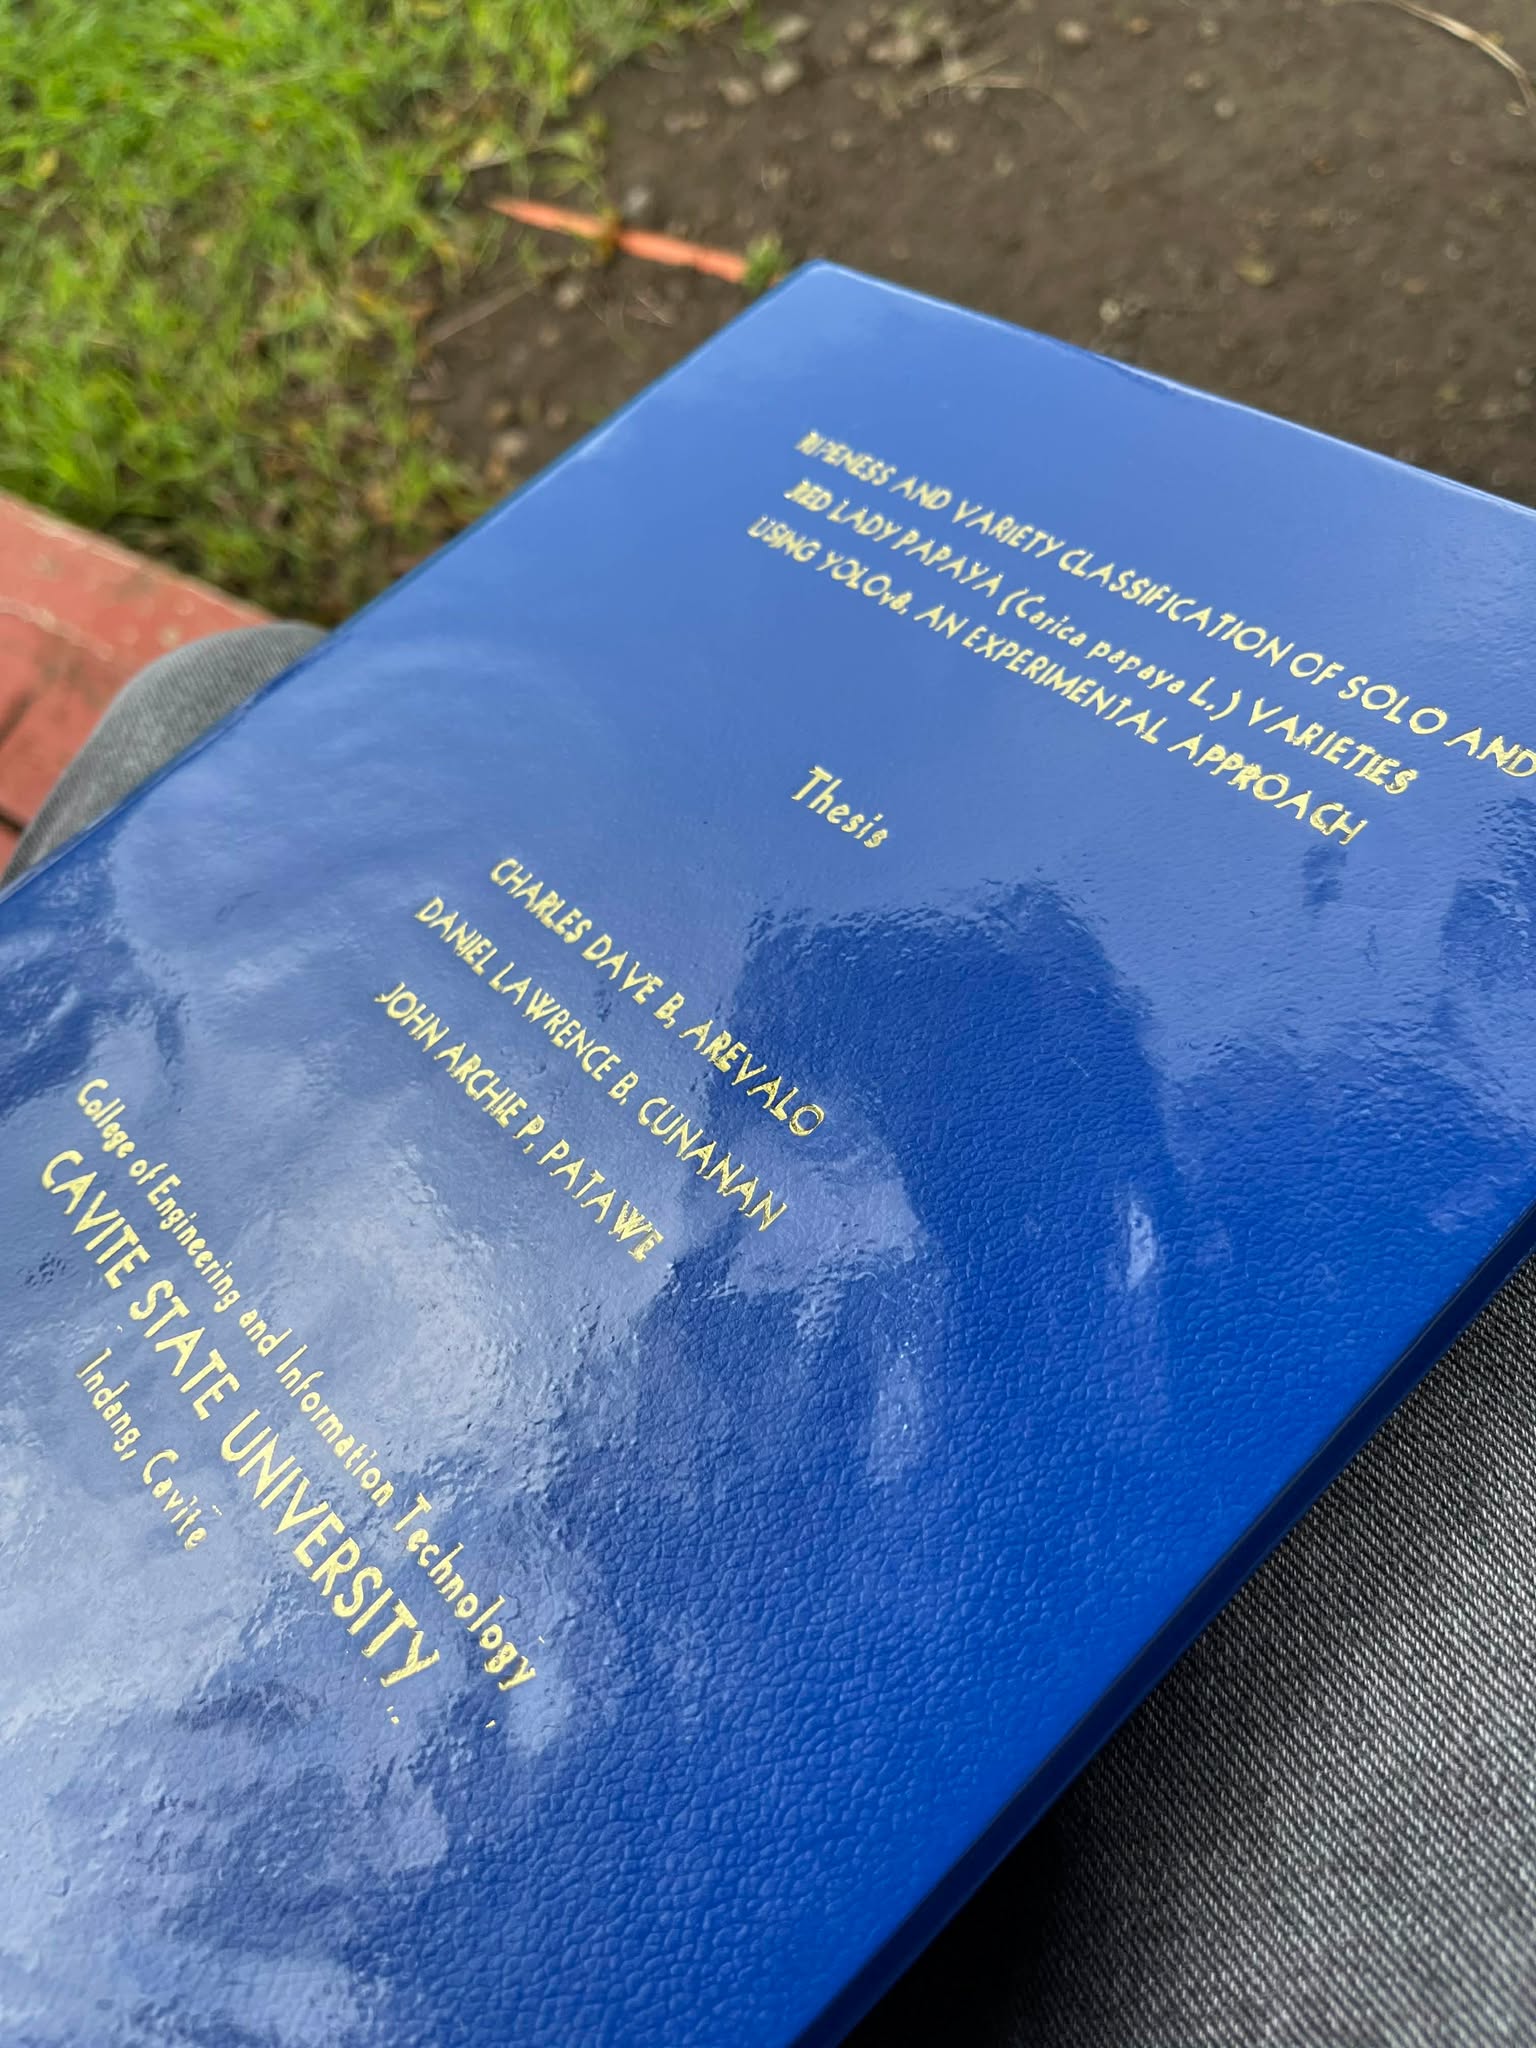 RIPENESS AND VARIETY CLASSIFICATION OF SOLO AND
RED LADY PAPAYA (Carica papaya L.) VARIETIES
USING YOLOv8, AN EXPERIMENTAL APPROACH
Thesis
CHARLES DAVE B. AREVALO
DANIEL LAWRENCE B. CUNANAN
JOHN ARCHIE P. PATAWE
College of Engineering and Information Technology
CAVITE STATE UNIVERSITY
Indang, Cavite